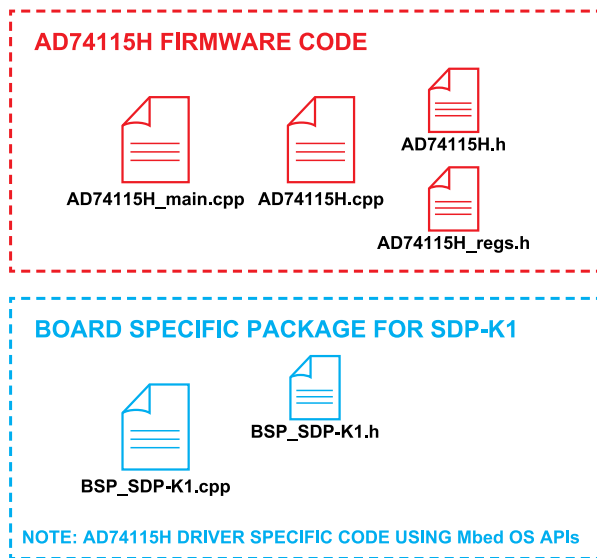 AD74115H FIRMWARE CODE
AD74115H.h
AD74115H_main.cpp AD74115H.cpp
AD74115H_regs.h
BOARD SPECIFIC PACKAGE FOR SDP-K1
BSP_SDP-K1.h
BSP_SDP-K1.cpp
NOTE: AD74115H DRIVER SPECIFIC CODE USING Mbed OS APIs